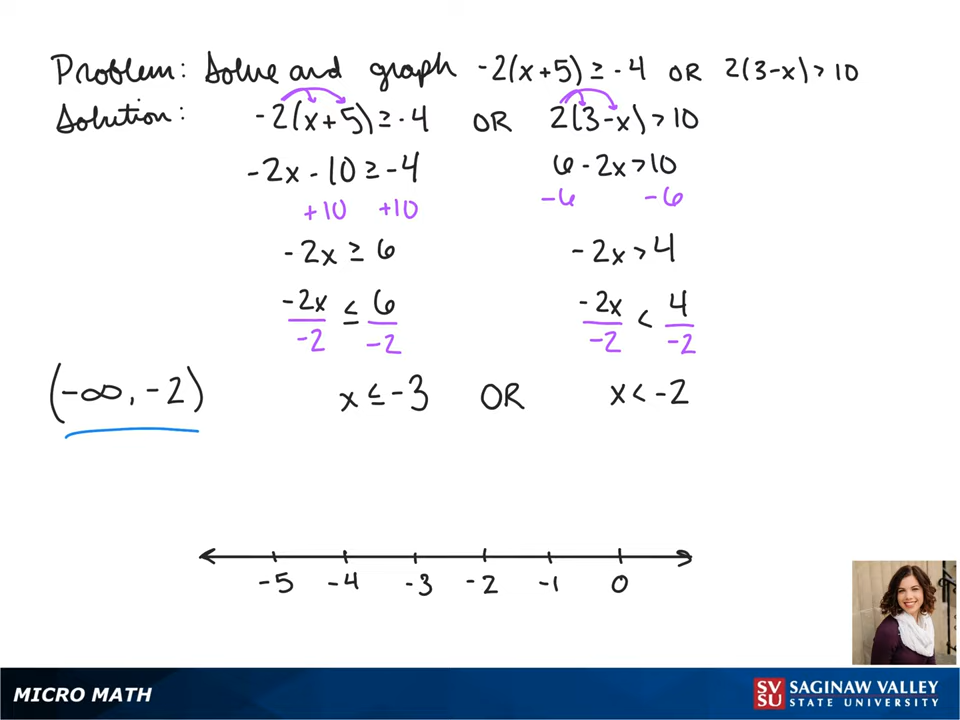 Problem: Solve and graph -2(x+5) ≥ -4 OR 2(3-x) > 10
Solution: -2(x+5) ≥ -4 OR 2(3-x) > 10
-2x - 10 ≥ -4 6 - 2x > 10
+10 +10 -6 -6
-2x ≥ 6 -2x > 4
-2x/-2 ≤ 6/-2 -2x/-2 < 4/-2
(-∞, -2) x ≤ -3 OR x < -2
-5 -4 -3 -2 -1 0
MICRO MATH SVSU SAGINAW VALLEY
STATE UNIVERSITY